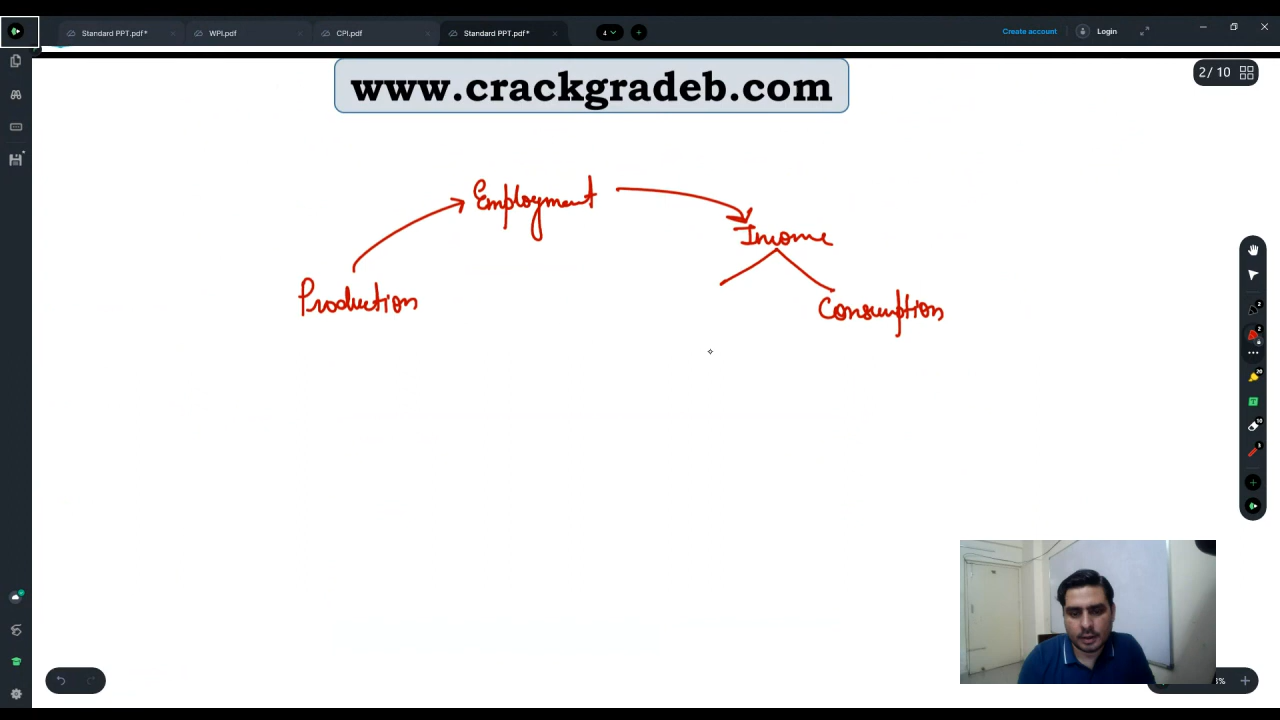 Standard PPT.pdf*
WPI.pdf
CPI.pdf
Standard PPT.pdf*
4
Create account
Login
2 / 10
www.crackgradeb.com
Employment
Income
Production
Consumption